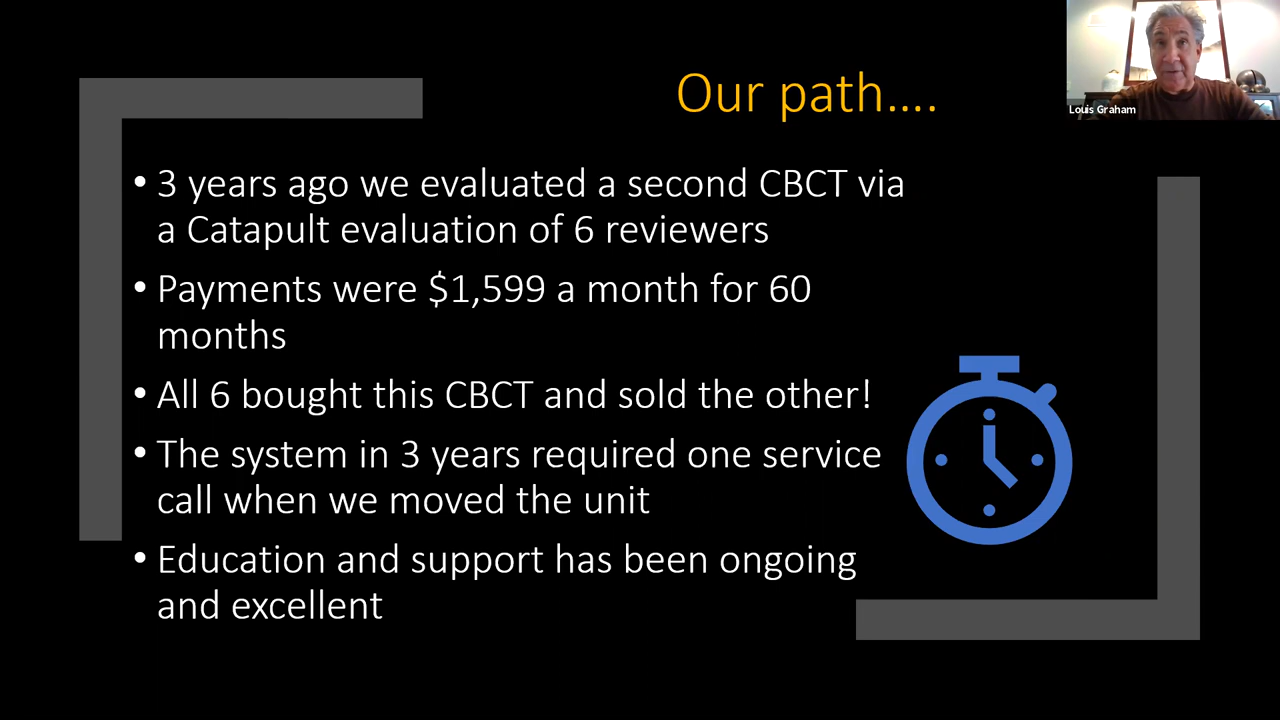 Our path....
Louis Graham
• 3 years ago we evaluated a second CBCT via
a Catapult evaluation of 6 reviewers
• Payments were $1,599 a month for 60
months
• All 6 bought this CBCT and sold the other!
• The system in 3 years required one service
call when we moved the unit
• Education and support has been ongoing
and excellent